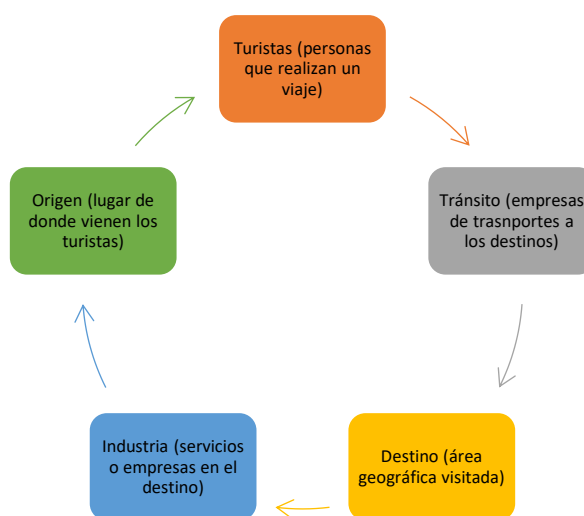 Turistas (personas
que realizan un
viaje)
Tránsito (empresas
de trasnportes a
los destinos)
Destino (área
geográfica visitada)
Industria (servicios
o empresas en el
destino)
Origen (lugar de
donde vienen los
turistas)